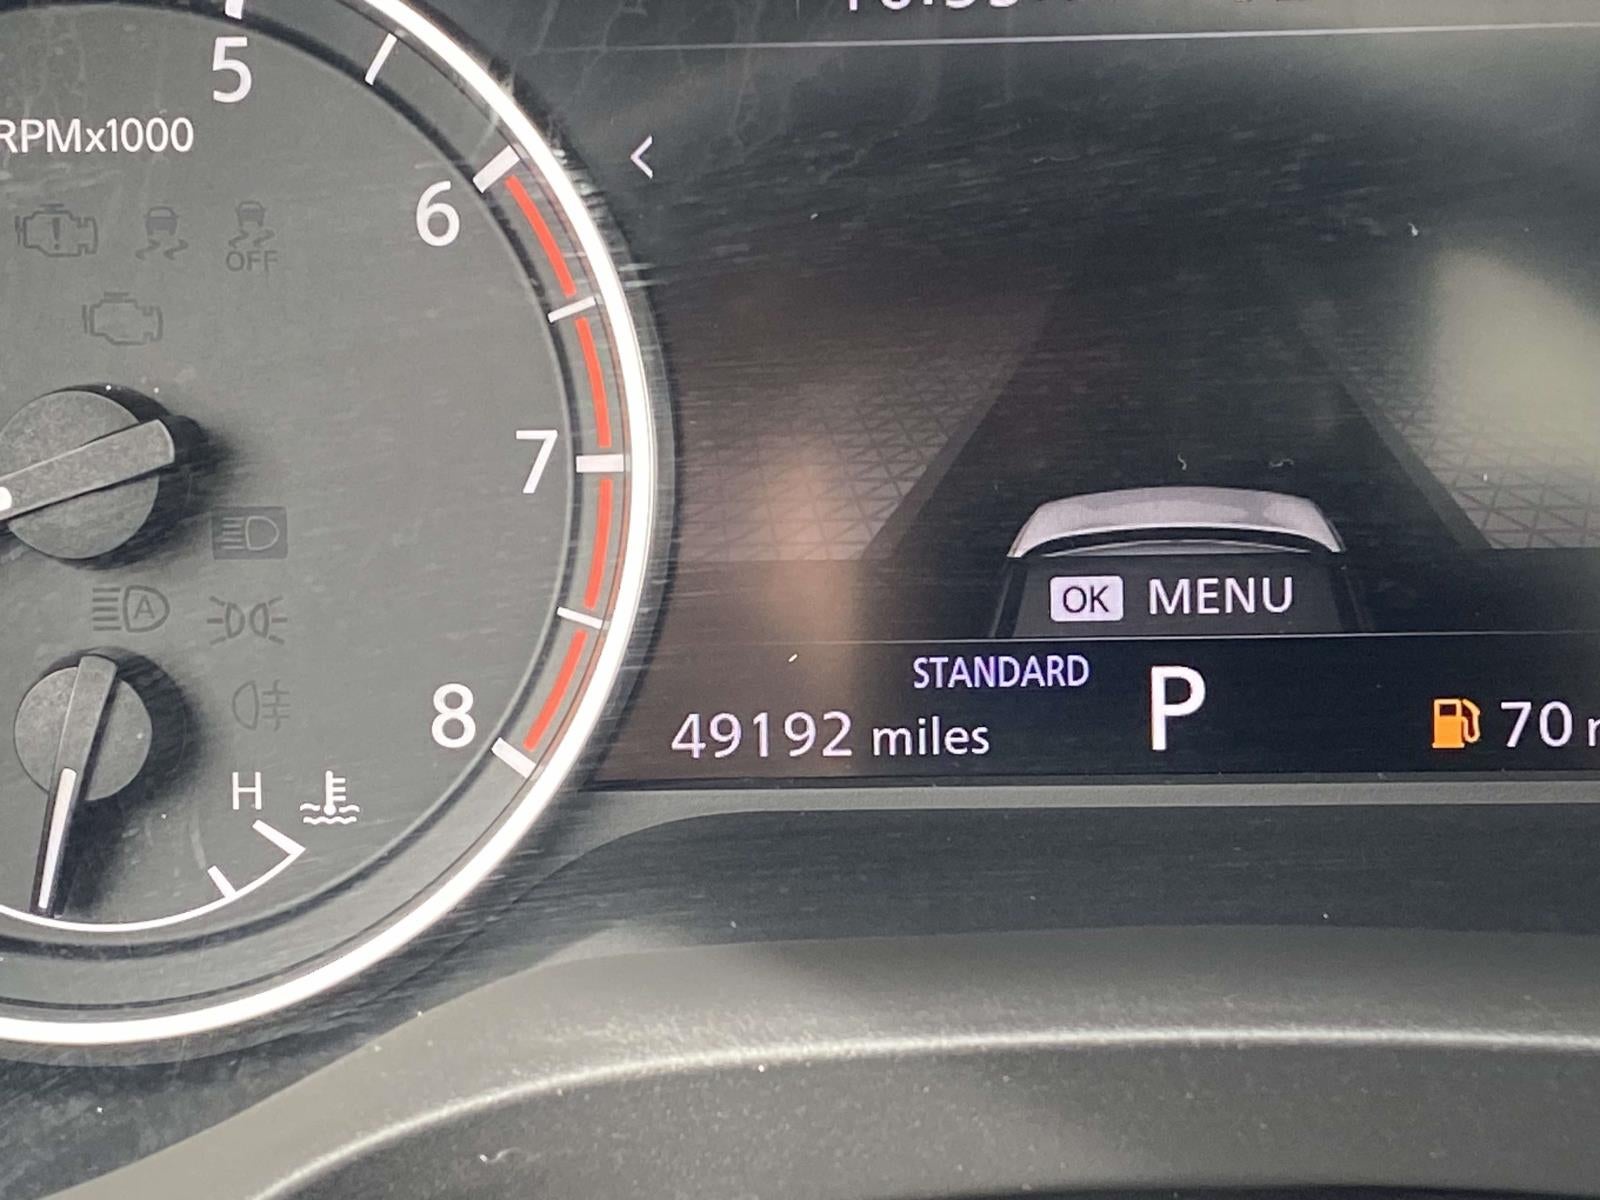 5
RPMx1000
6
OFF
7
A
8
H
OK MENU
STANDARD
P
49192 miles
70